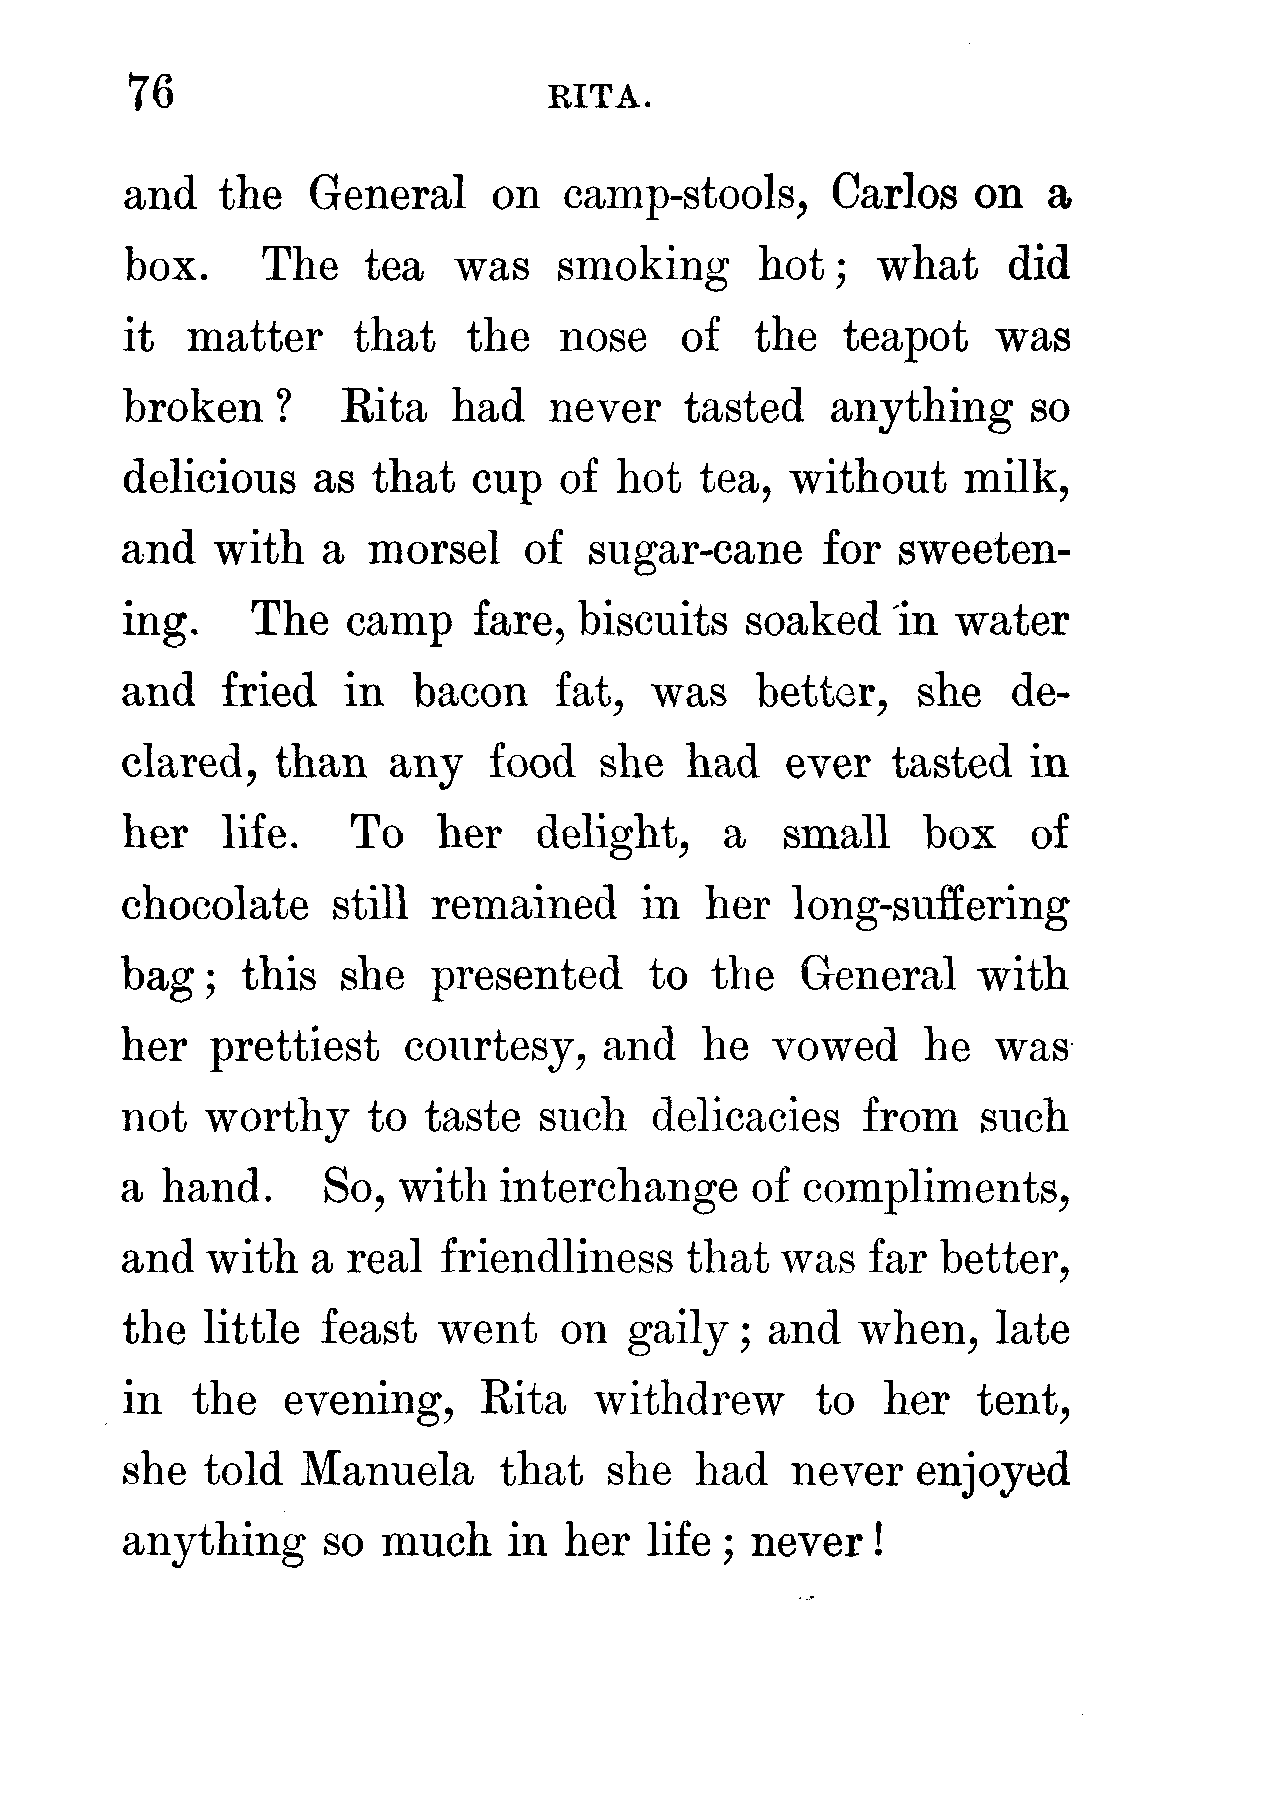 76 RITA.
and the General on camp-stools, Carlos on a
box. The tea was smoking hot; what did
it matter that the nose of the teapot was
broken? Rita had never tasted anything so
delicious as that cup of hot tea, without milk,
and with a morsel of sugar-cane for sweeten-
ing. The camp fare, biscuits soaked in water
and fried in bacon fat, was better, she de-
clared, than any food she had ever tasted in
her life. To her delight, a small box of
chocolate still remained in her long-suffering
bag; this she presented to the General with
her prettiest courtesy, and he vowed he was
not worthy to taste such delicacies from such
a hand. So, with interchange of compliments,
and with a real friendliness that was far better,
the little feast went on gaily; and when, late
in the evening, Rita withdrew to her tent,
she told Manuela that she had never enjoyed
anything so much in her life; never!